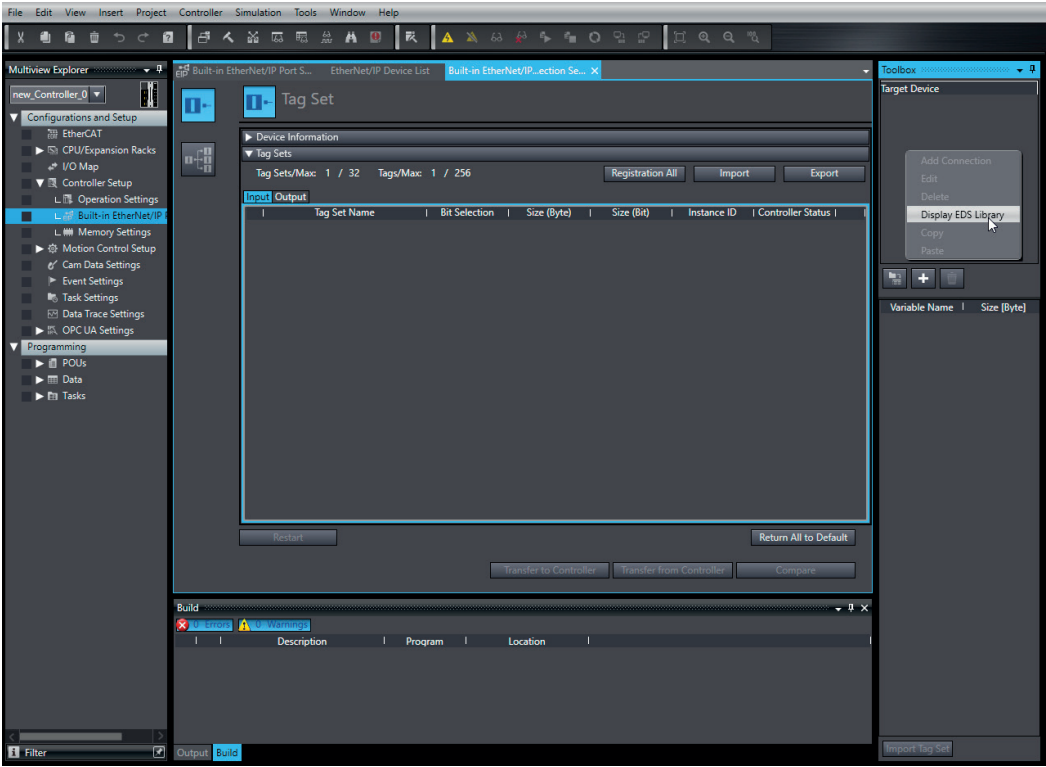 File Edit View Insert Project Controller Simulation Tools Window Help
Multiview Explorer
new_Controller_0
Configurations and Setup
EtherCAT
CPU/Expansion Racks
I/O Map
Controller Setup
Operation Settings
Built-in EtherNet/IP
Memory Settings
Motion Control Setup
Cam Data Settings
Event Settings
Task Settings
Data Trace Settings
OPC UA Settings
Programming
POUs
Data
Tasks
Filter
Built-in EtherNet/IP Port S... EtherNet/IP Device List Built-in EtherNet/IP...ection Se...
Tag Set
Device Information
Tag Sets
Tag Sets/Max: 1 / 32 Tags/Max: 1 / 256 Registration All Import Export
Input Output
Tag Set Name Bit Selection Size (Byte) Size (Bit) Instance ID Controller Status
Restart Return All to Default
Transfer to Controller Transfer from Controller Compare
Build
0 Errors 0 Warnings
Description Program Location
Output Build
Toolbox
Target Device
Add Connection
Edit
Delete
Display EDS Library
Copy
Paste
Variable Name Size [Byte]
Import Tag Set